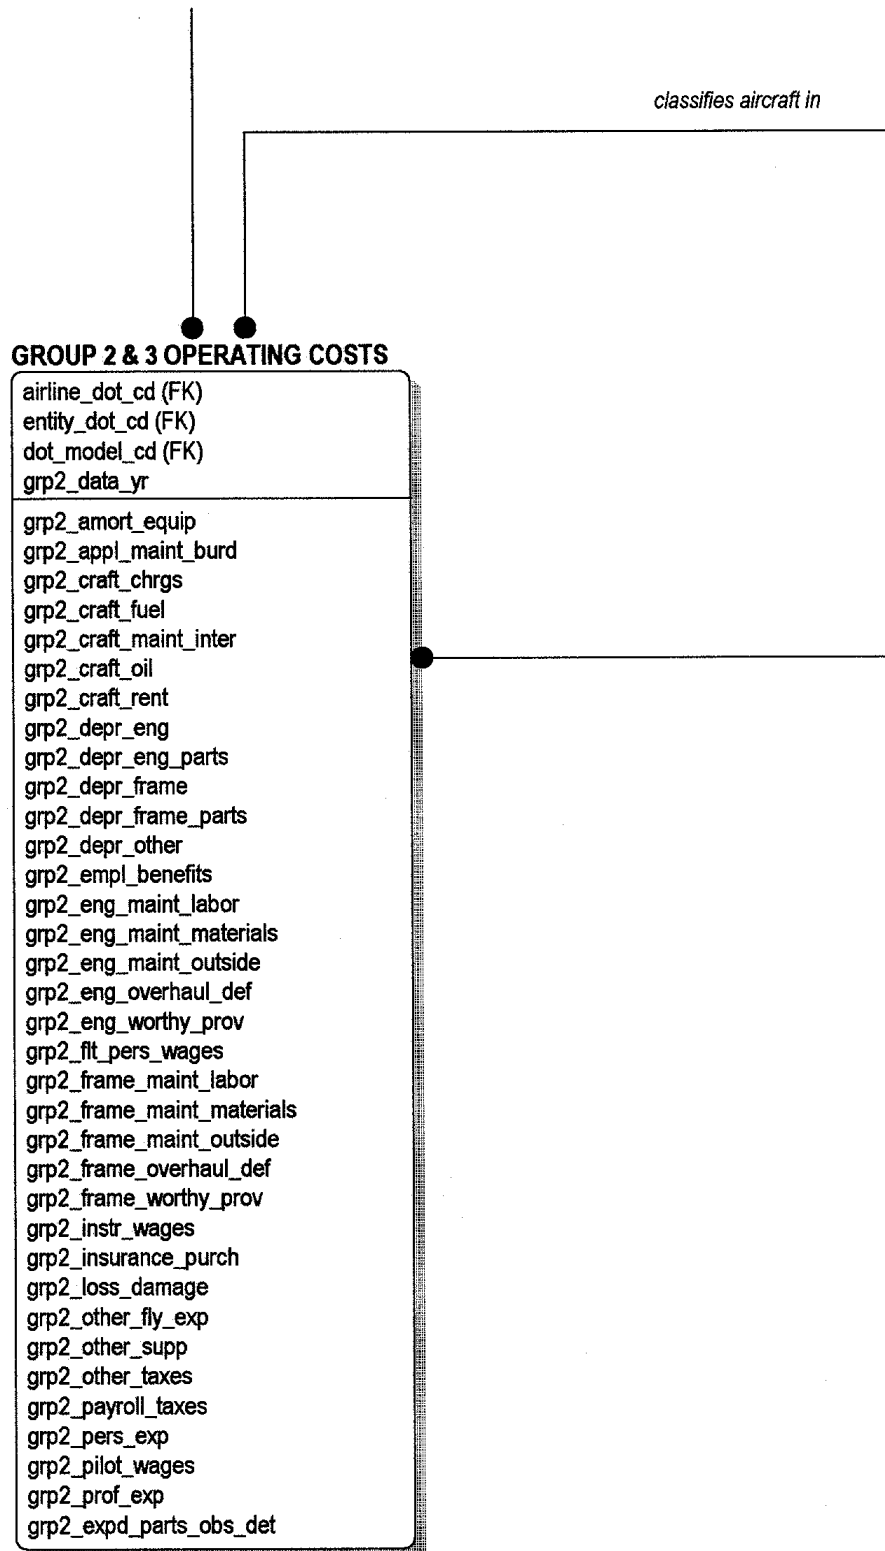 classifies aircraft in
GROUP 2 & 3 OPERATING COSTS
airline_dot_cd (FK)
entity_dot_cd (FK)
dot_model_cd (FK)
grp2_data_yr
grp2_amort_equip
grp2_appl_maint_burd
grp2_craft_chrgs
grp2_craft_fuel
grp2_craft_maint_inter
grp2_craft_oil
grp2_craft_rent
grp2_depr_eng
grp2_depr_eng_parts
grp2_depr_frame
grp2_depr_frame_parts
grp2_depr_other
grp2_empl_benefits
grp2_eng_maint_labor
grp2_eng_maint_materials
grp2_eng_maint_outside
grp2_eng_overhaul_def
grp2_eng_worthy_prov
grp2_flt_pers_wages
grp2_frame_maint_labor
grp2_frame_maint_materials
grp2_frame_maint_outside
grp2_frame_overhaul_def
grp2_frame_worthy_prov
grp2_instr_wages
grp2_insurance_purch
grp2_loss_damage
grp2_other_fly_exp
grp2_other_supp
grp2_other_taxes
grp2_payroll_taxes
grp2_pers_exp
grp2_pilot_wages
grp2_prof_exp
grp2_expd_parts_obs_det